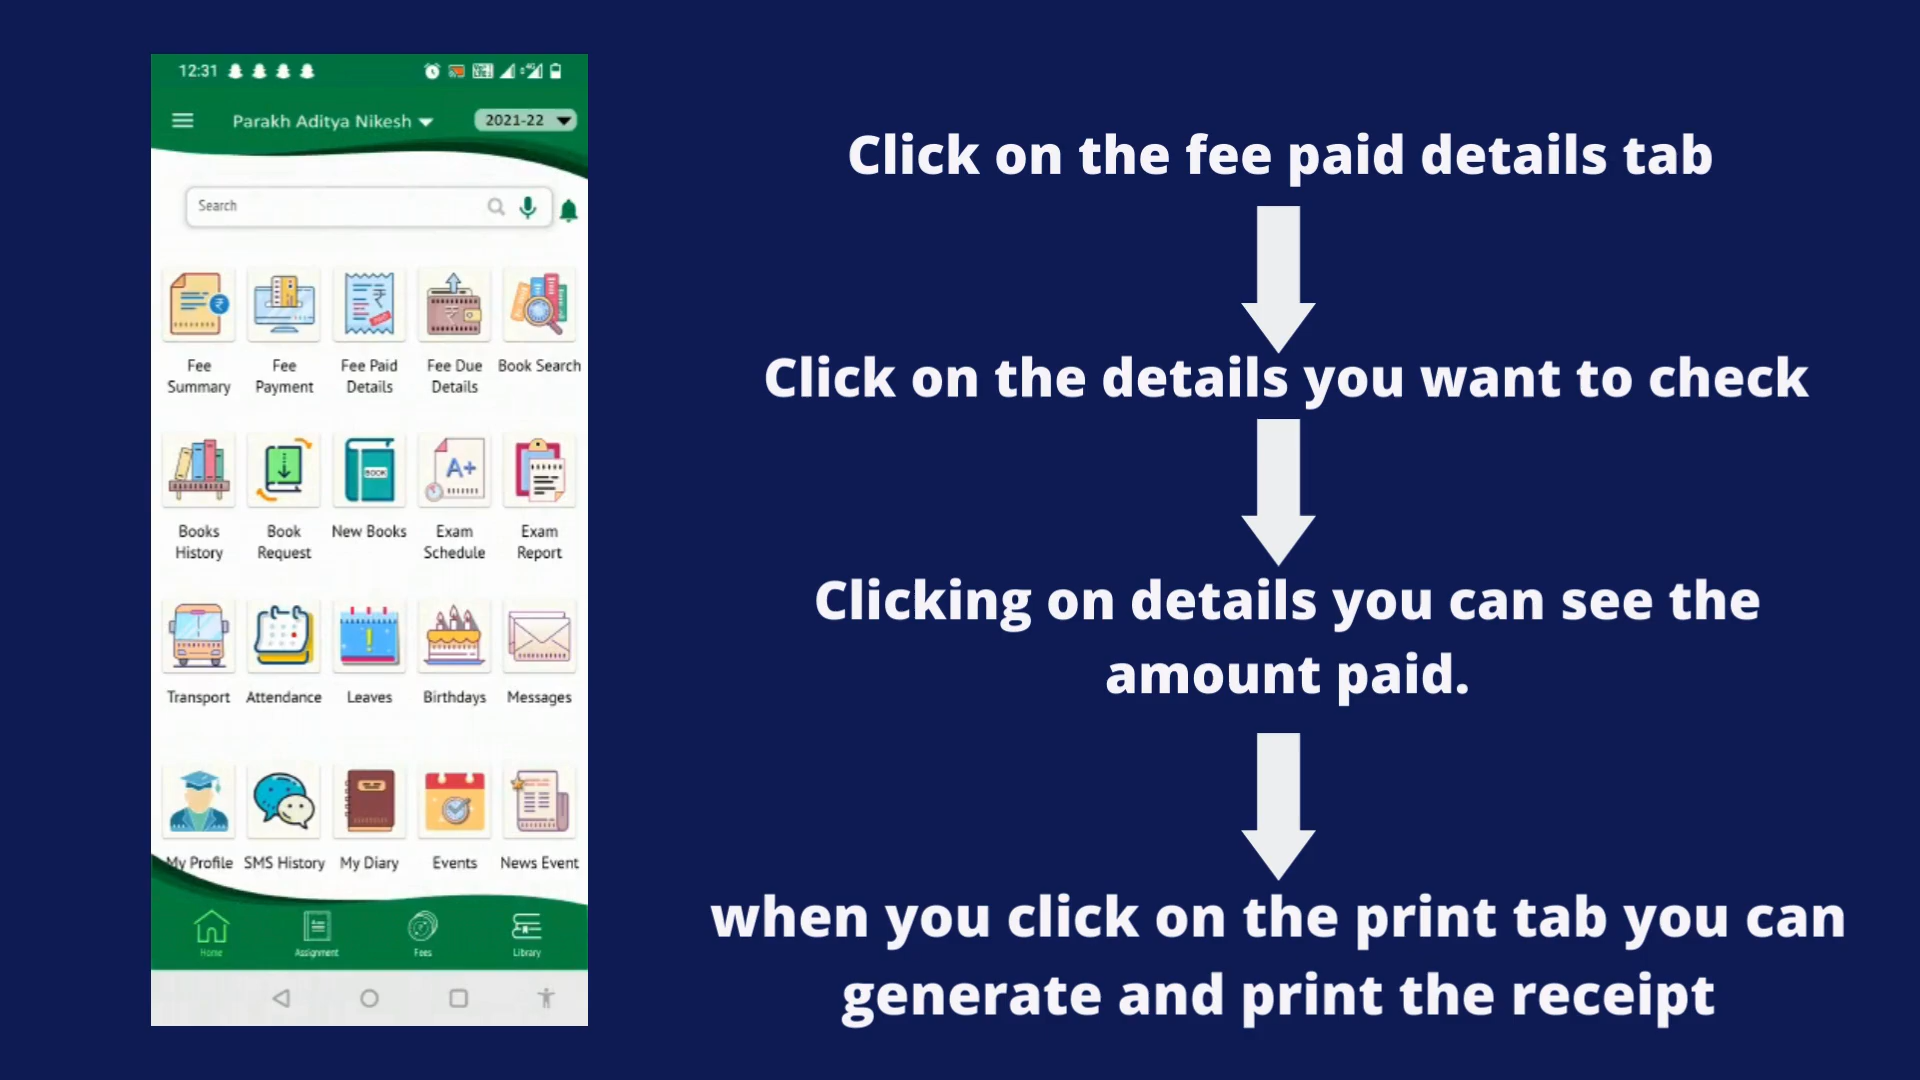 12:31
Parakh Aditya Nikesh
2021-22
Search
Fee Summary
Fee Payment
Fee Paid Details
Fee Due Details
Book Search
Books History
Book Request
BOOK
New Books
A+
Exam Schedule
Exam Report
Transport
Attendance
Leaves
Birthdays
Messages
My Profile
SMS History
My Diary
Events
News Event
Home
Assignment
Fees
Library
Click on the fee paid details tab
Click on the details you want to check
Clicking on details you can see the
amount paid.
when you click on the print tab you can
generate and print the receipt